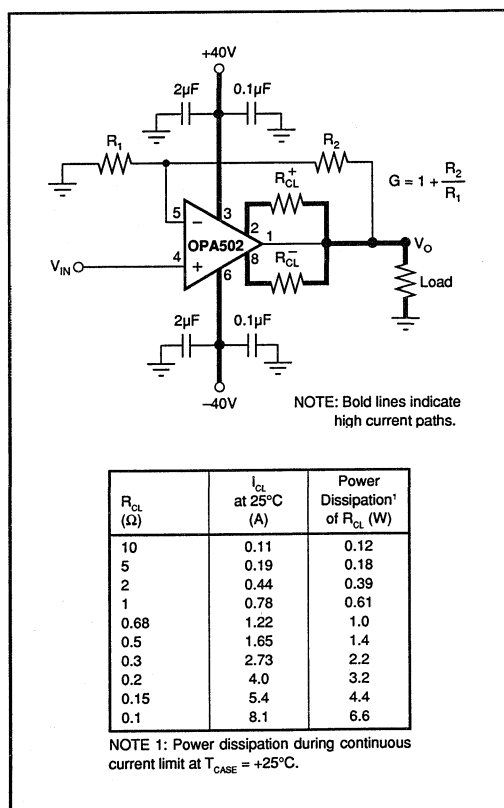 +40V
2µF
0.1µF
R1
R2
R+CL
G = 1 + R2/R1
5
−
3
2
1
OPA502
8
4
+
6
VIN
R−CL
VO
Load
2µF
0.1µF
−40V
NOTE: Bold lines indicate
high current paths.
RCL
(Ω)
ICL
at 25°C
(A)
Power
Dissipation¹
of RCL (W)
10 0.11 0.12
5 0.19 0.18
2 0.44 0.39
1 0.78 0.61
0.68 1.22 1.0
0.5 1.65 1.4
0.3 2.73 2.2
0.2 4.0 3.2
0.15 5.4 4.4
0.1 8.1 6.6
NOTE 1: Power dissipation during continuous
current limit at TCASE = +25°C.